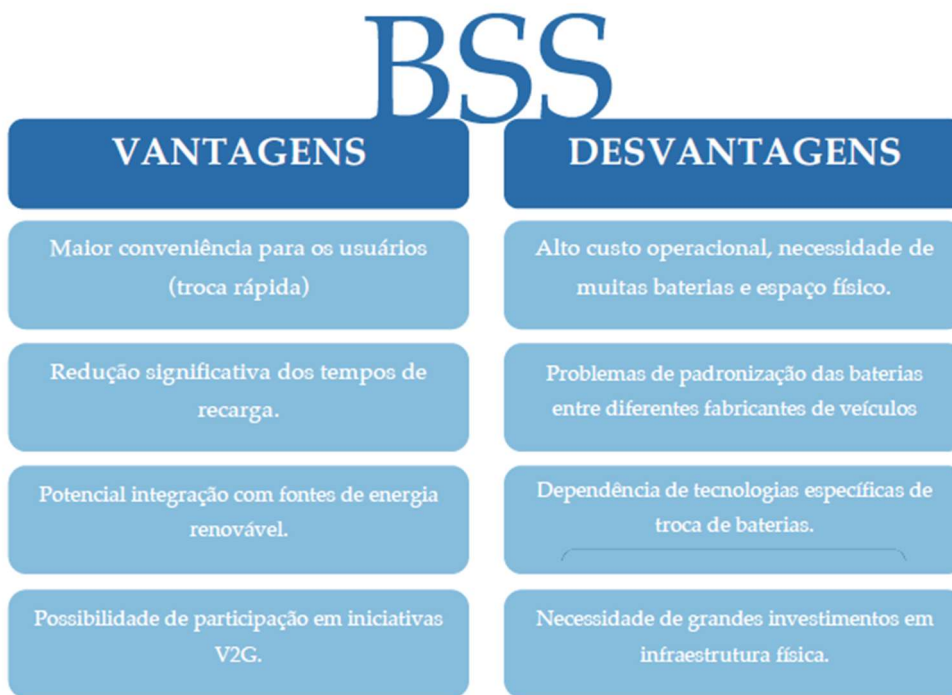 BSS
VANTAGENS
DESVANTAGENS
Maior conveniência para os usuários
(troca rápida)
Alto custo operacional, necessidade de
muitas baterias e espaço físico.
Redução significativa dos tempos de
recarga.
Problemas de padronização das baterias
entre diferentes fabricantes de veículos
Potencial integração com fontes de energia
renovável.
Dependência de tecnologias específicas de
troca de baterias.
Possibilidade de participação em iniciativas
V2G.
Necessidade de grandes investimentos em
infraestrutura física.